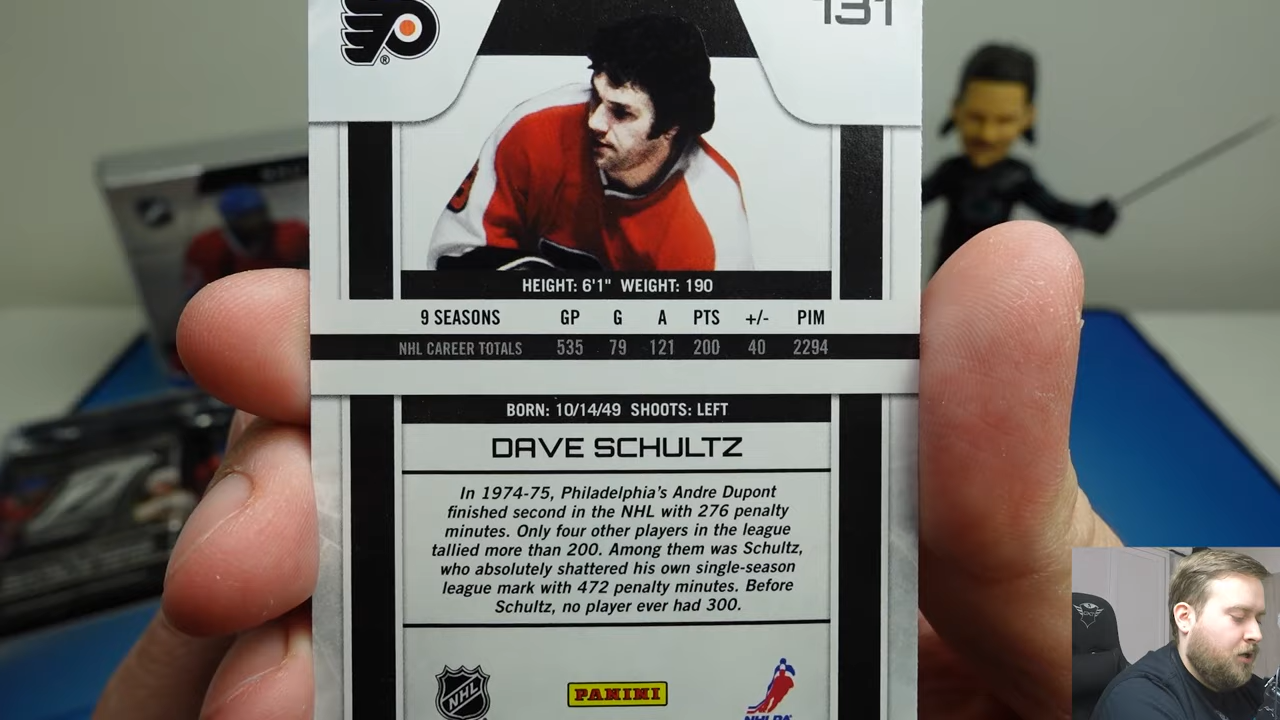 131
HEIGHT: 6'1" WEIGHT: 190
9 SEASONS GP G A PTS +/- PIM
NHL CAREER TOTALS 535 79 121 200 40 2294
BORN: 10/14/49 SHOOTS: LEFT
DAVE SCHULTZ
In 1974-75, Philadelphia's Andre Dupont
finished second in the NHL with 276 penalty
minutes. Only four other players in the league
tallied more than 200. Among them was Schultz,
who absolutely shattered his own single-season
league mark with 472 penalty minutes. Before
Schultz, no player ever had 300.
NHL
PANINI
NHLPA